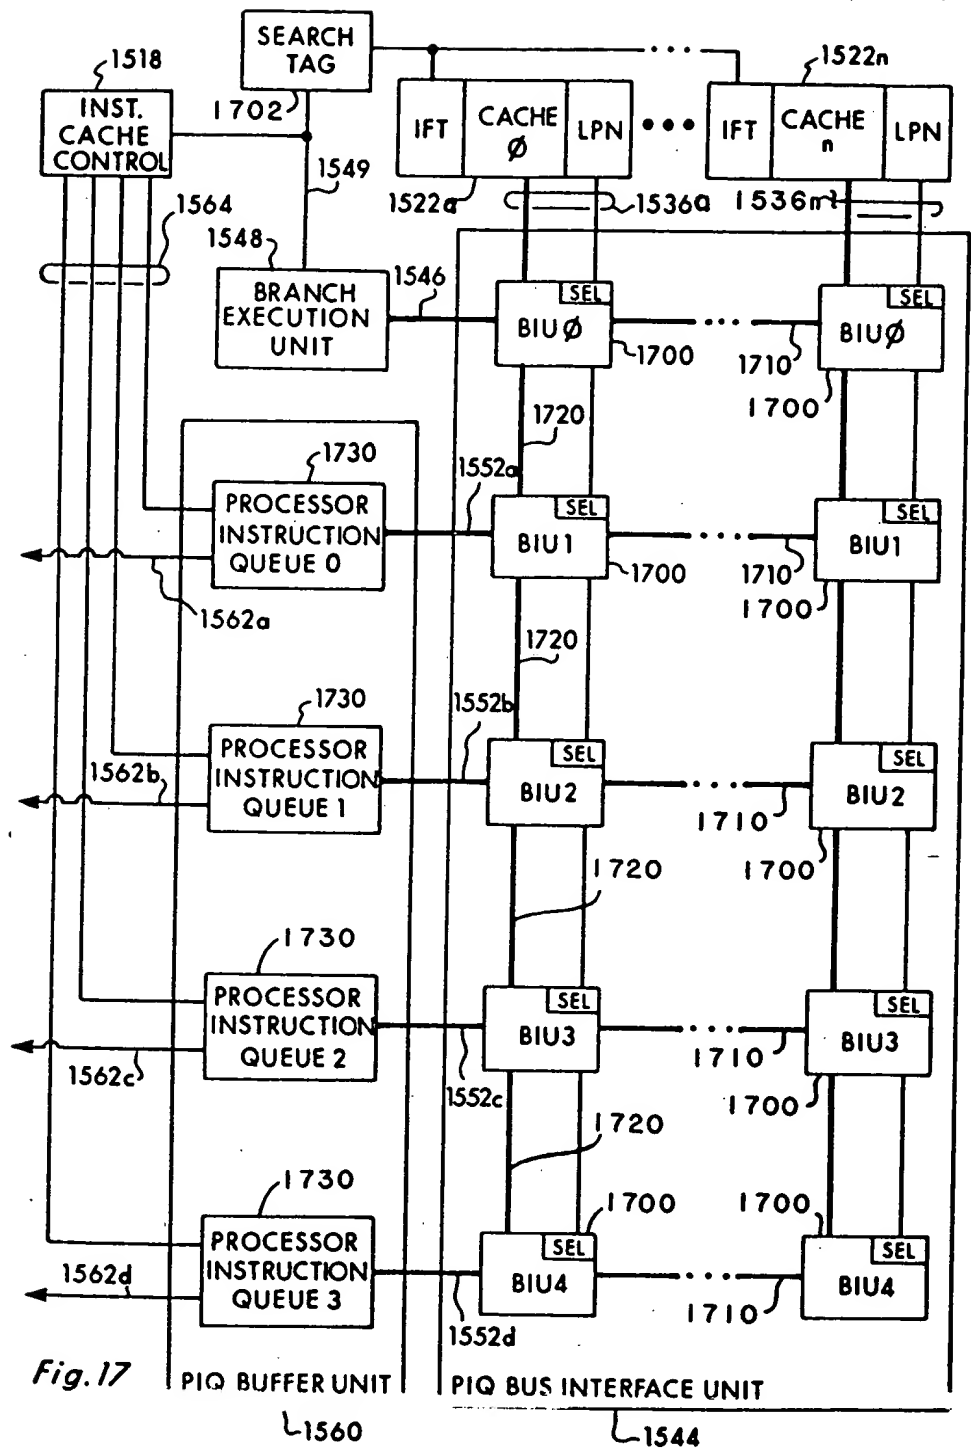 SEARCH
TAG
1702
1518
INST.
CACHE
CONTROL
1549
1564
IFT
CACHE
Ø
LPN
1522a
1536a
1522n
IFT
CACHE
n
LPN
1536n
1548
BRANCH
EXECUTION
UNIT
1546
SEL
BIUØ
1700
1710
SEL
BIUØ
1700
1720
1730
PROCESSOR
INSTRUCTION
QUEUE 0
1562a
1552a
SEL
BIU1
1700
1710
SEL
BIU1
1700
1720
1730
PROCESSOR
INSTRUCTION
QUEUE 1
1562b
1552b
SEL
BIU2
1710
SEL
BIU2
1700
1720
1730
PROCESSOR
INSTRUCTION
QUEUE 2
1562c
1552c
SEL
BIU3
1710
SEL
BIU3
1700
1720
1730
PROCESSOR
INSTRUCTION
QUEUE 3
1562d
1552d
1700
SEL
BIU4
1710
1700
SEL
BIU4
Fig. 17
PIQ BUFFER UNIT
1560
PIQ BUS INTERFACE UNIT
1544